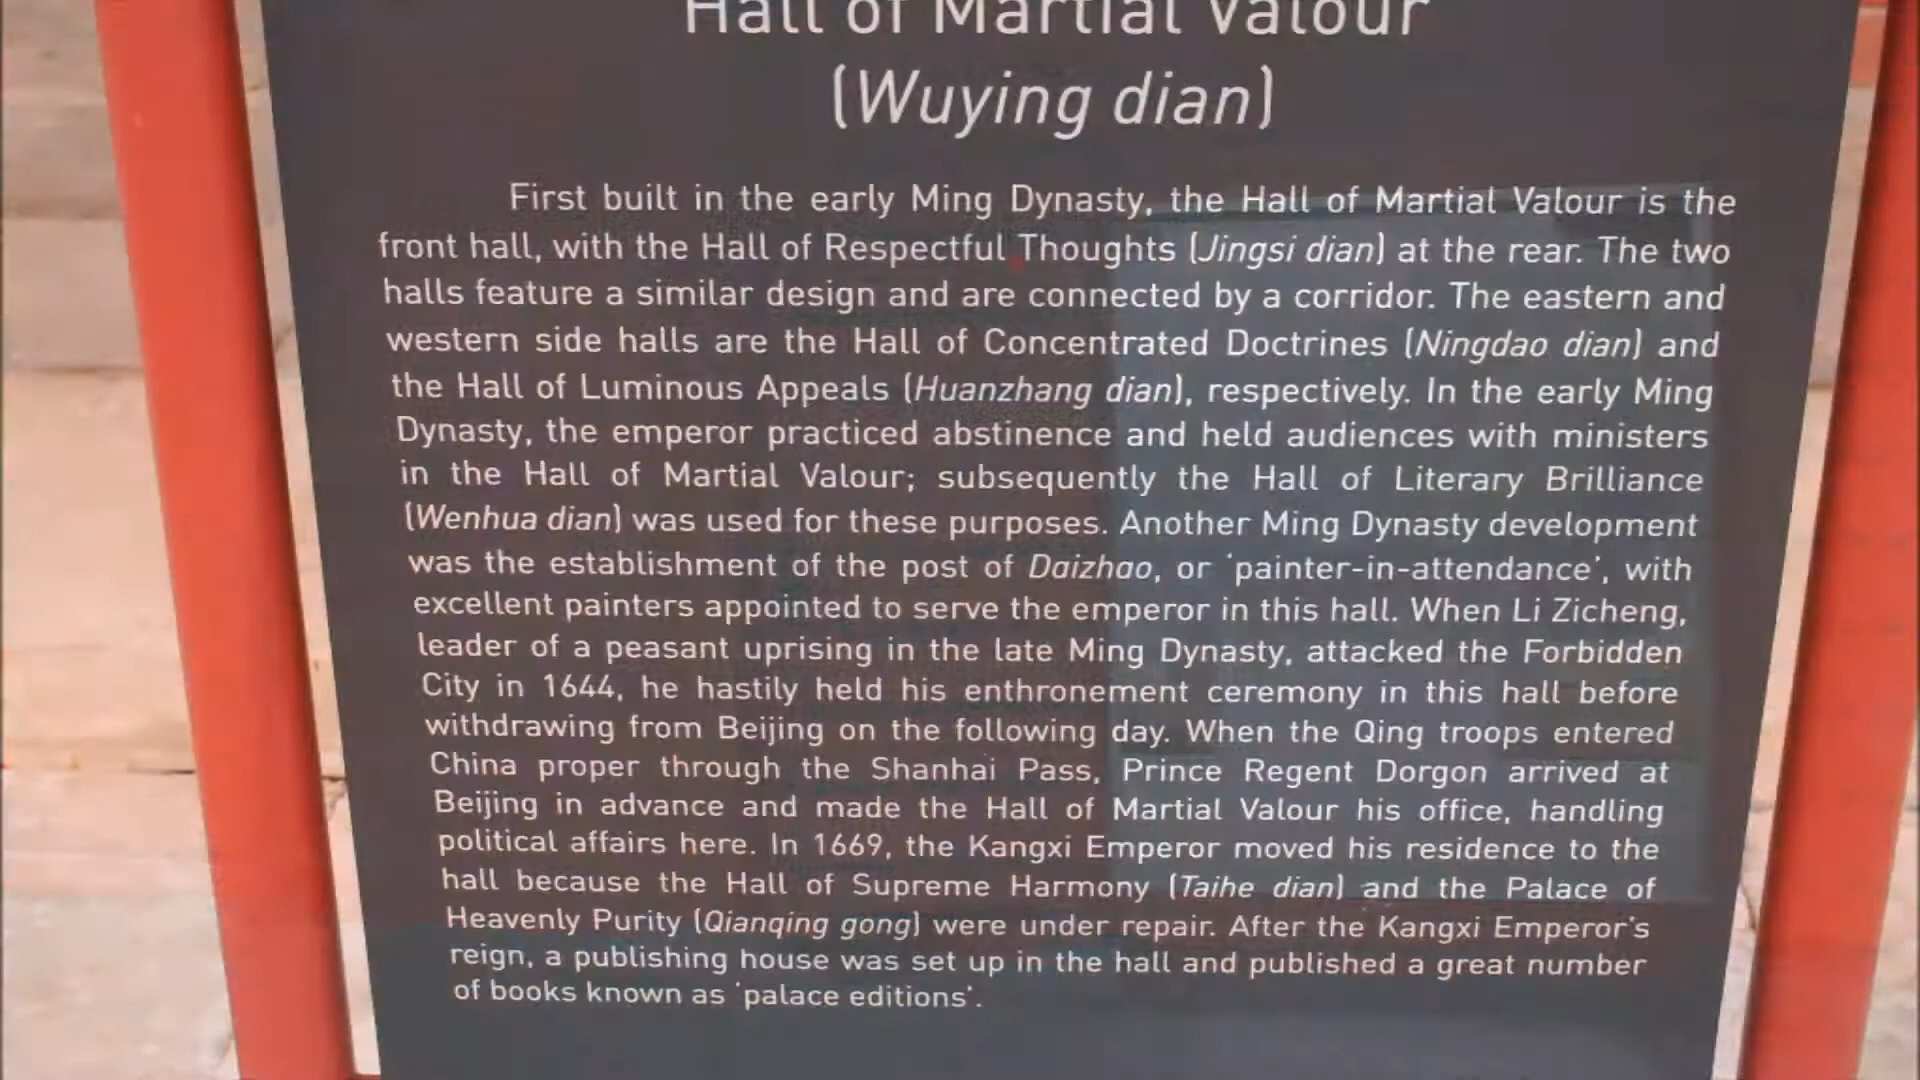 Hall of Martial Valour
(Wuying dian)
First built in the early Ming Dynasty, the Hall of Martial Valour is the
front hall, with the Hall of Respectful Thoughts (Jingsi dian) at the rear. The two
halls feature a similar design and are connected by a corridor. The eastern and
western side halls are the Hall of Concentrated Doctrines (Ningdao dian) and
the Hall of Luminous Appeals (Huanzhang dian), respectively. In the early Ming
Dynasty, the emperor practiced abstinence and held audiences with ministers
in the Hall of Martial Valour; subsequently the Hall of Literary Brilliance
(Wenhua dian) was used for these purposes. Another Ming Dynasty development
was the establishment of the post of Daizhao, or 'painter-in-attendance', with
excellent painters appointed to serve the emperor in this hall. When Li Zicheng,
leader of a peasant uprising in the late Ming Dynasty, attacked the Forbidden
City in 1644, he hastily held his enthronement ceremony in this hall before
withdrawing from Beijing on the following day. When the Qing troops entered
China proper through the Shanhai Pass, Prince Regent Dorgon arrived at
Beijing in advance and made the Hall of Martial Valour his office, handling
political affairs here. In 1669, the Kangxi Emperor moved his residence to the
hall because the Hall of Supreme Harmony (Taihe dian) and the Palace of
Heavenly Purity (Qianqing gong) were under repair. After the Kangxi Emperor's
reign, a publishing house was set up in the hall and published a great number
of books known as 'palace editions'.